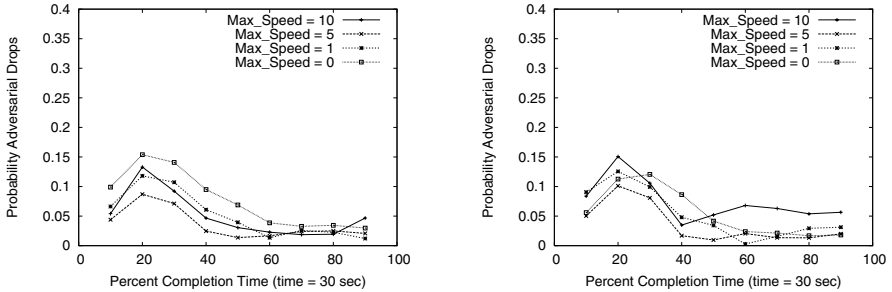 0.4
0.35
0.3
0.25
0.2
0.15
0.1
0.05
0
0 20 40 60 80 100
Probability Adversarial Drops
Percent Completion Time (time = 30 sec)
Max_Speed = 10
Max_Speed = 5
Max_Speed = 1
Max_Speed = 0
0.4
0.35
0.3
0.25
0.2
0.15
0.1
0.05
0
0 20 40 60 80 100
Probability Adversarial Drops
Percent Completion Time (time = 30 sec)
Max_Speed = 10
Max_Speed = 5
Max_Speed = 1
Max_Speed = 0